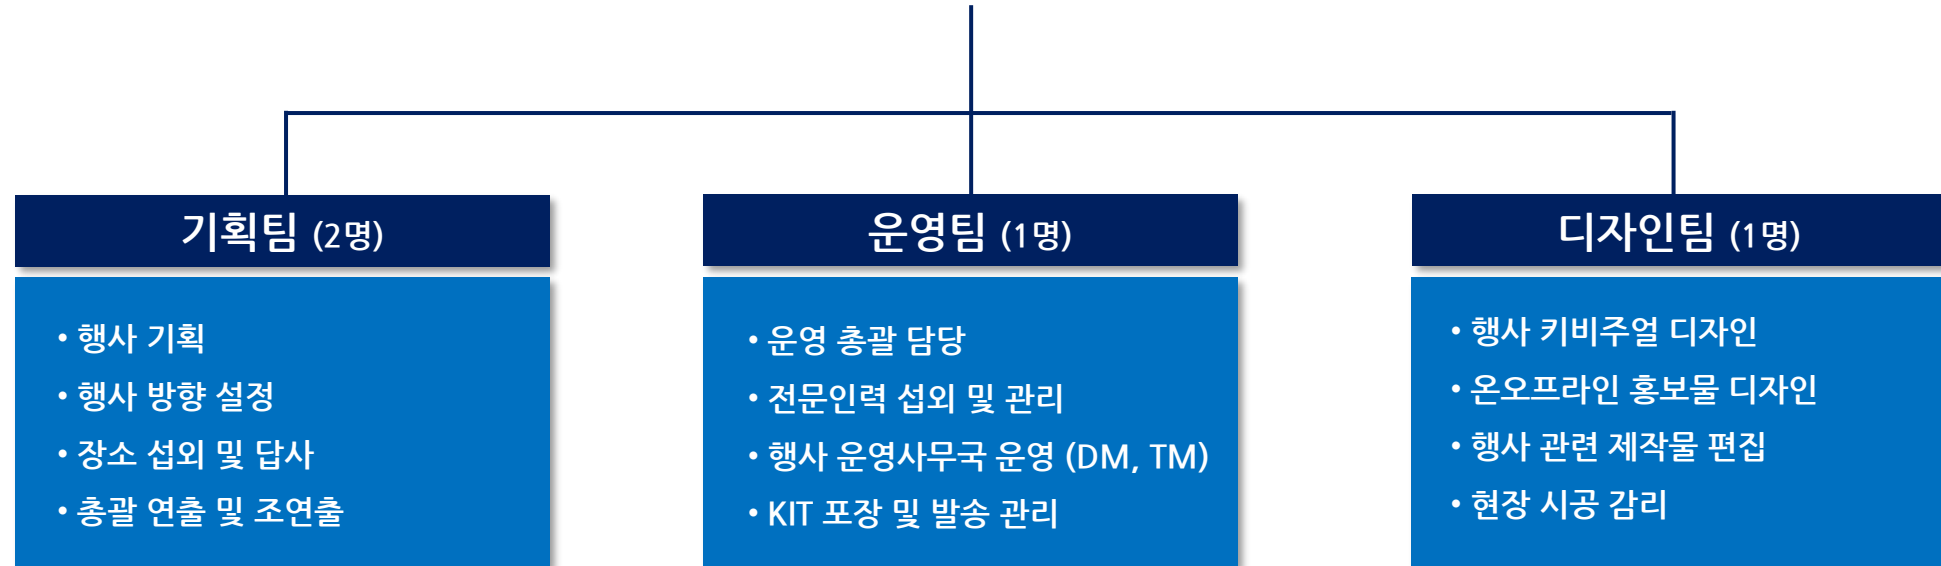 기획팀 (2명)
• 행사 기획
• 행사 방향 설정
• 장소 섭외 및 답사
• 총괄 연출 및 조연출
운영팀 (1명)
• 운영 총괄 담당
• 전문인력 섭외 및 관리
• 행사 운영사무국 운영 (DM, TM)
• KIT 포장 및 발송 관리
디자인팀 (1명)
• 행사 키비주얼 디자인
• 온오프라인 홍보물 디자인
• 행사 관련 제작물 편집
• 현장 시공 감리